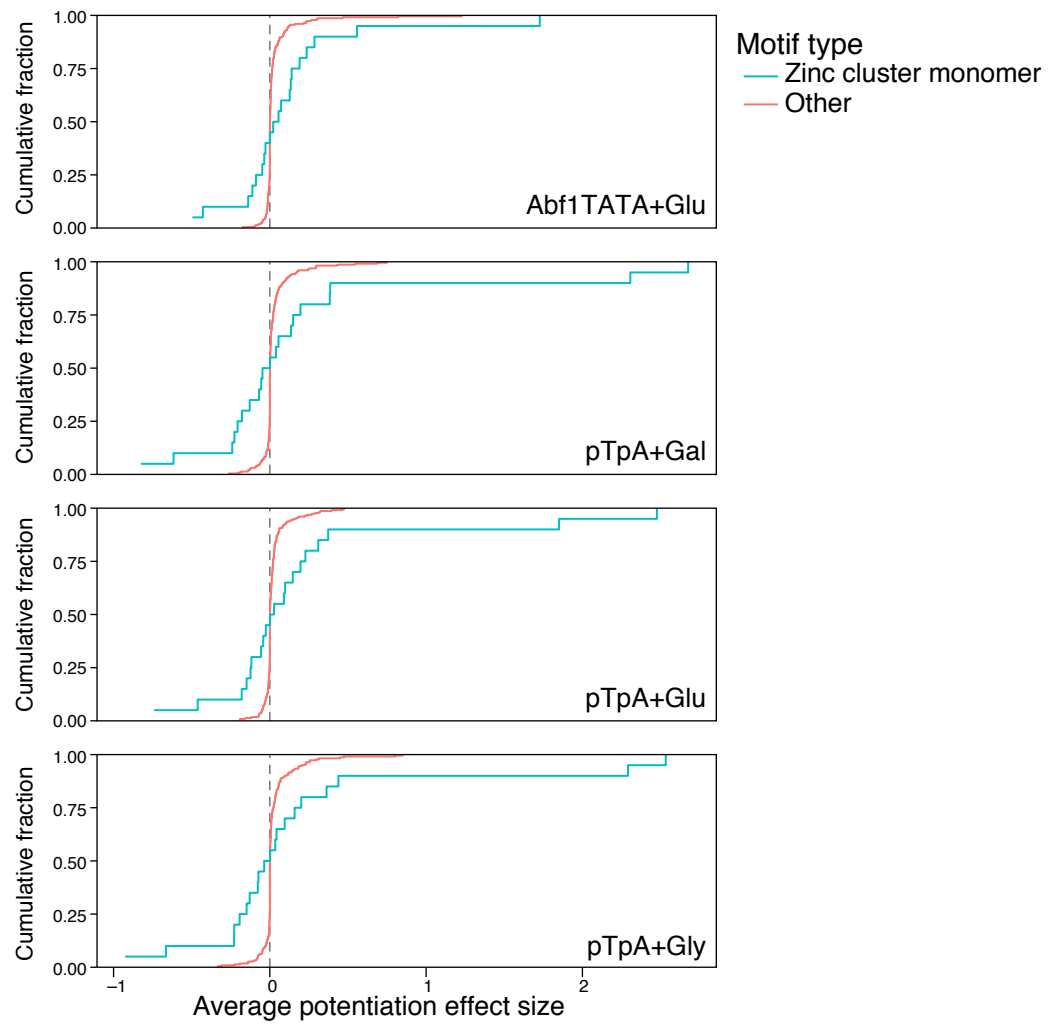 Motif type
Zinc cluster monomer
Other
Cumulative fraction
1.00
0.75
0.50
0.25
0.00
Abf1TATA+Glu
Cumulative fraction
1.00
0.75
0.50
0.25
0.00
pTpA+Gal
Cumulative fraction
1.00
0.75
0.50
0.25
0.00
pTpA+Glu
Cumulative fraction
1.00
0.75
0.50
0.25
0.00
pTpA+Gly
−1 0 1 2
Average potentiation effect size